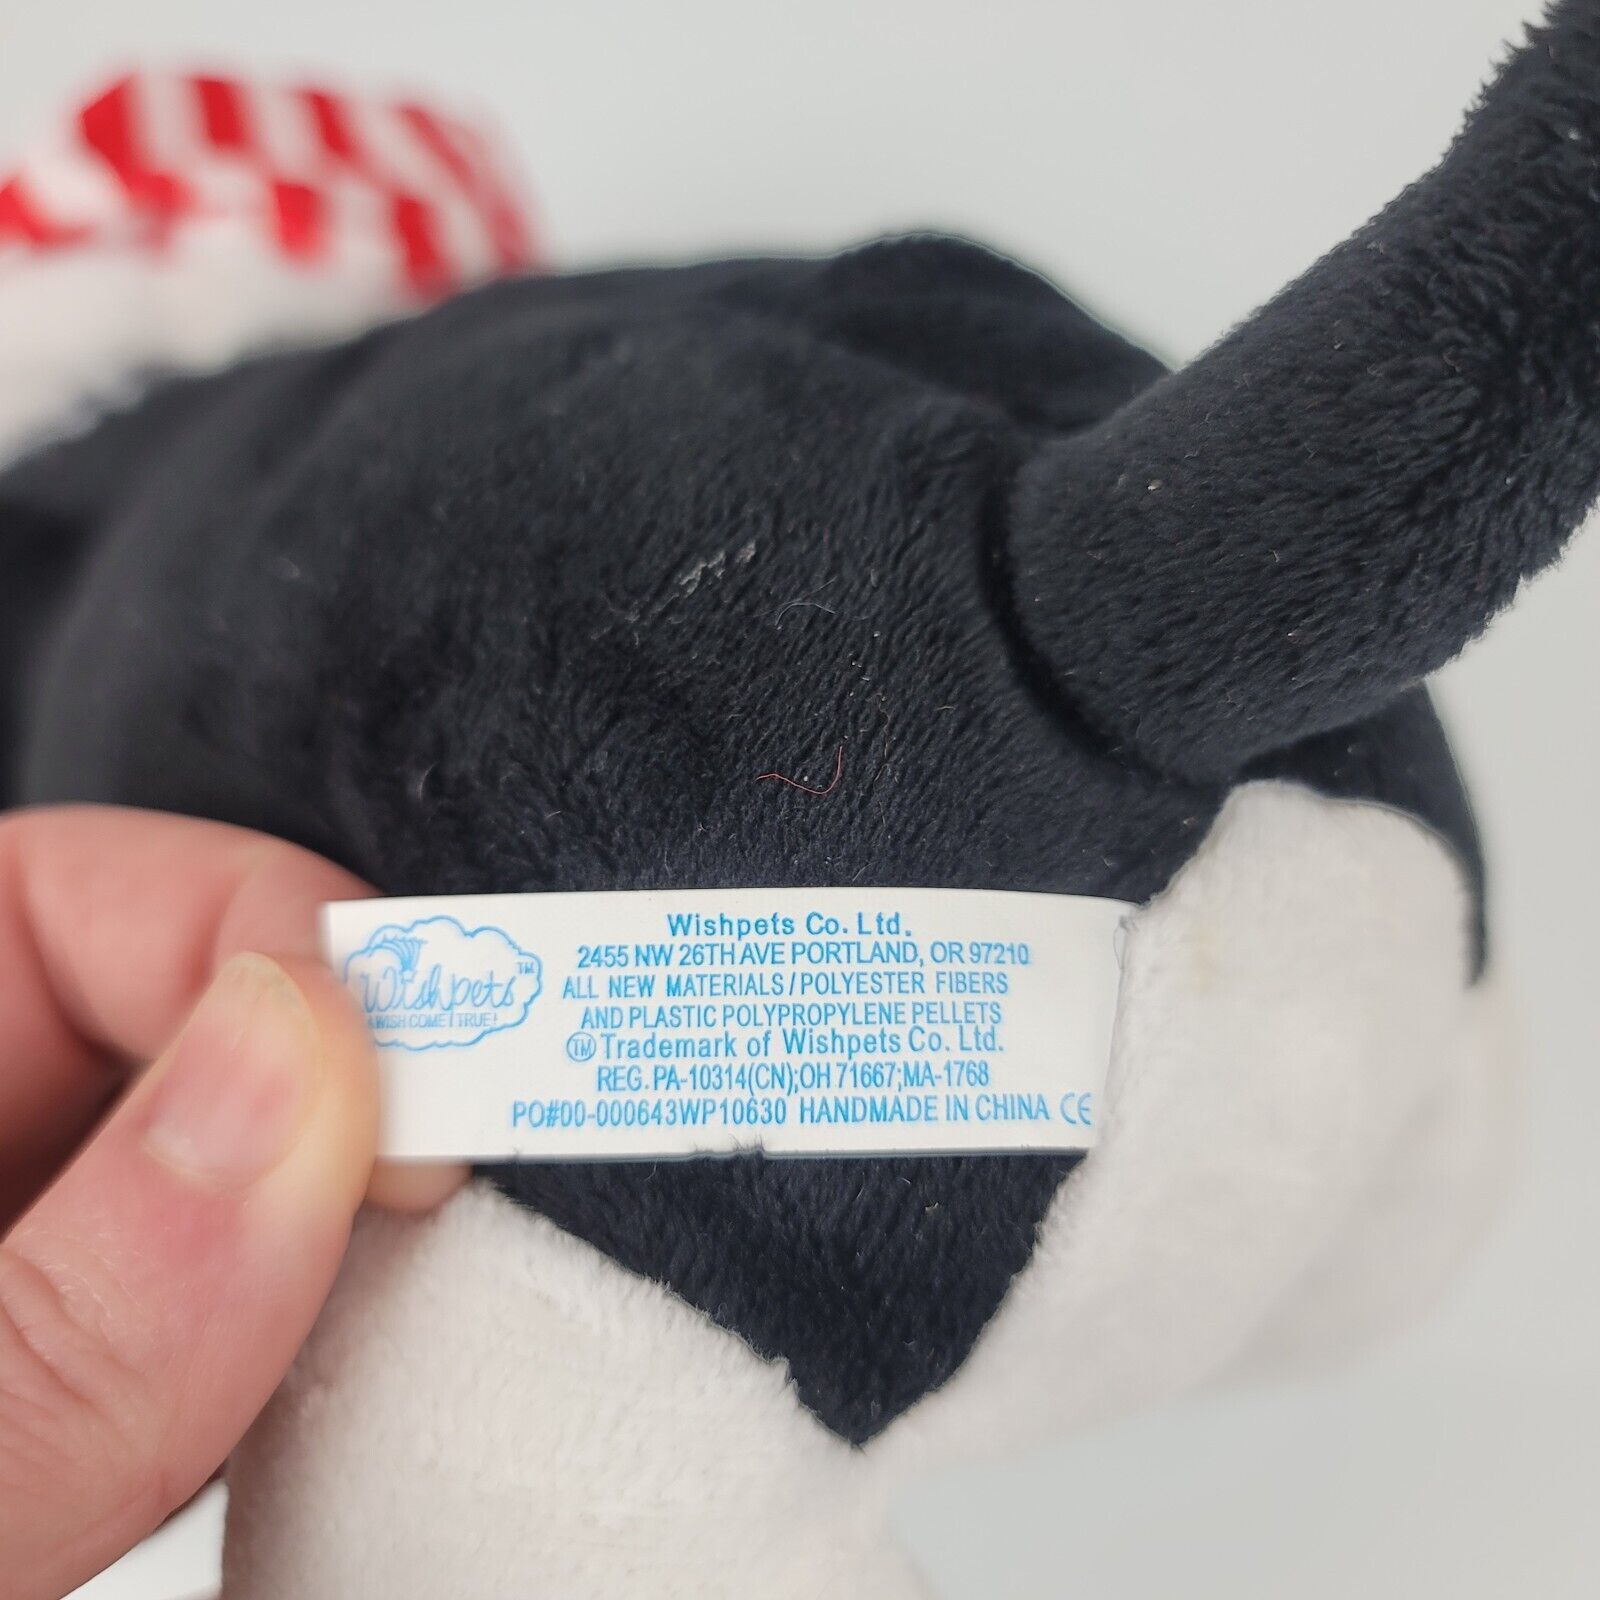 Wishpets™
A WISH COME TRUE!
Wishpets Co. Ltd.
2455 NW 26TH AVE PORTLAND, OR 97210
ALL NEW MATERIALS/POLYESTER FIBERS
AND PLASTIC POLYPROPYLENE PELLETS
™Trademark of Wishpets Co. Ltd.
REG. PA-10314(CN);OH 71667;MA-1768
PO#00-000643WP10630 HANDMADE IN CHINA CE